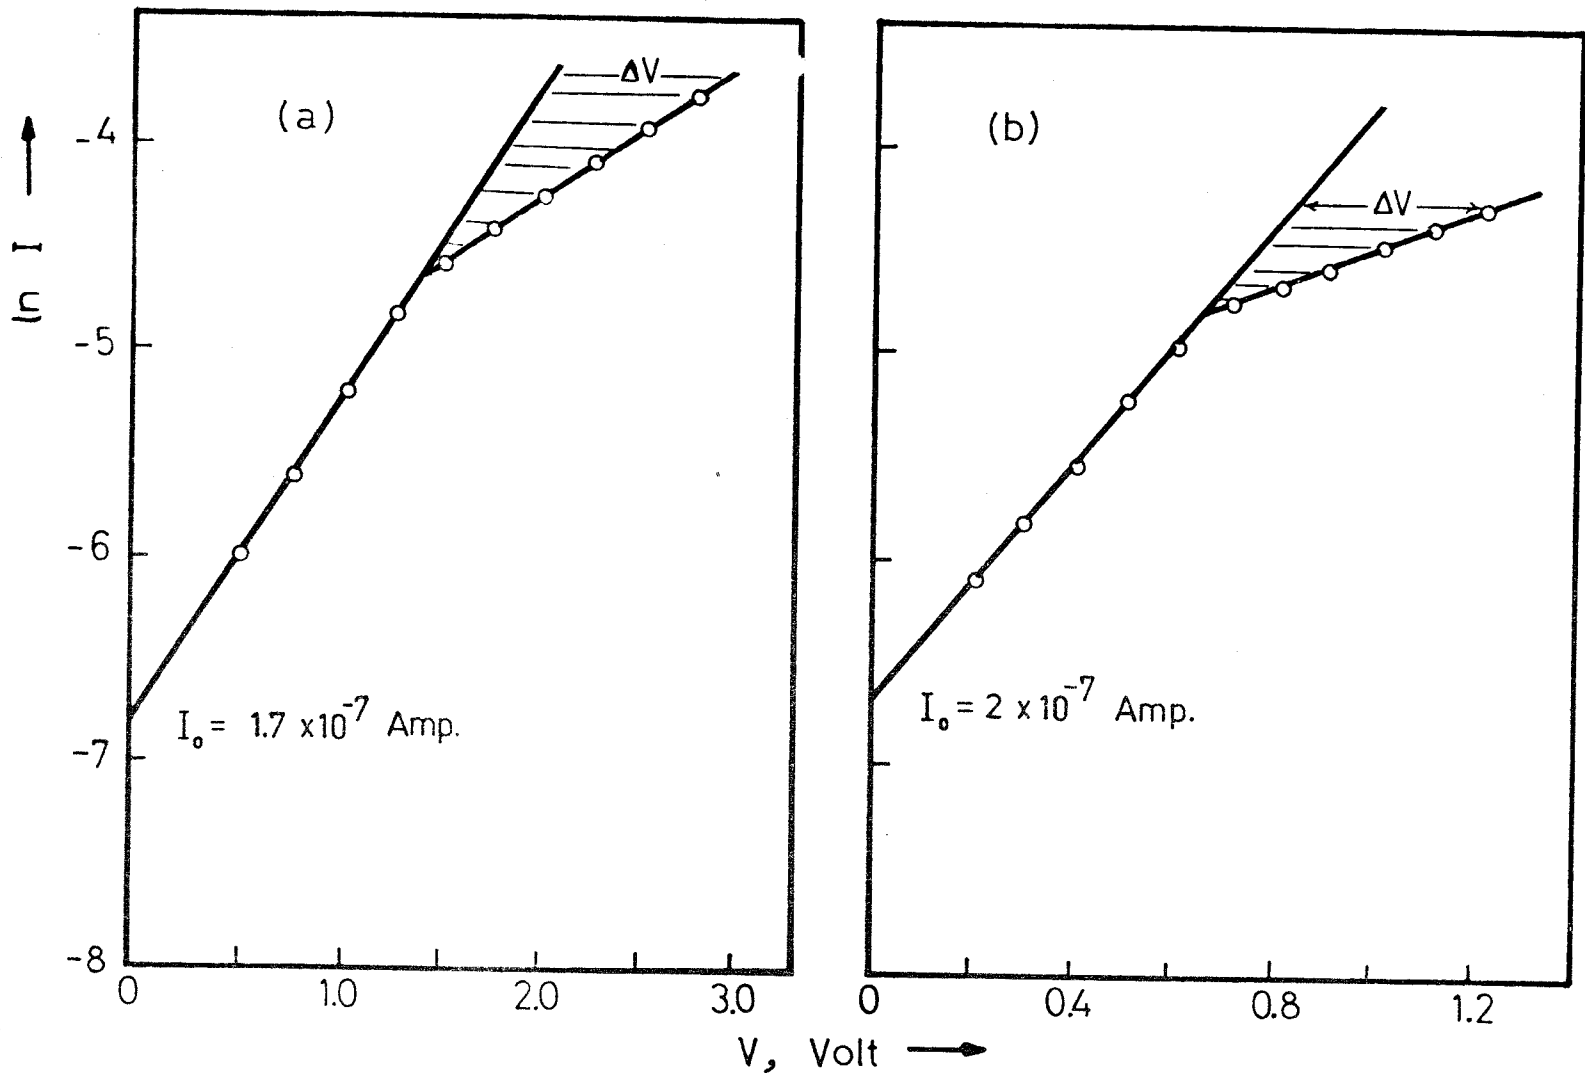 (a)
ΔV
-4
-5
-6
-7
-8
ln I
I₀ = 1.7 x10⁻⁷ Amp.
0
1.0
2.0
3.0
(b)
ΔV
I₀ = 2 x10⁻⁷ Amp.
0
0.4
0.8
1.2
V, Volt